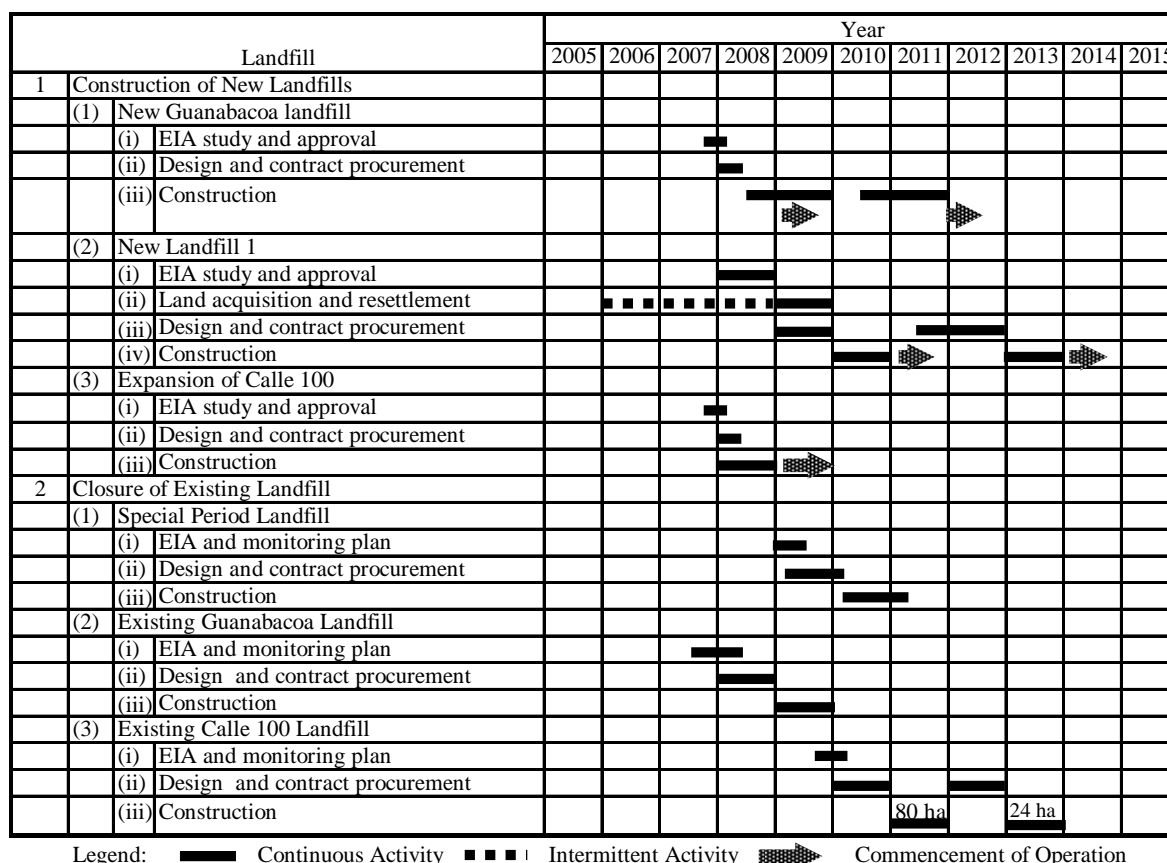 Year
Landfill 2005 2006 2007 2008 2009 2010 2011 2012 2013 2014 2015
1 Construction of New Landfills
(1) New Guanabacoa landfill
(i) EIA study and approval
(ii) Design and contract procurement
(iii) Construction
(2) New Landfill 1
(i) EIA study and approval
(ii) Land acquisition and resettlement
(iii) Design and contract procurement
(iv) Construction
(3) Expansion of Calle 100
(i) EIA study and approval
(ii) Design and contract procurement
(iii) Construction
2 Closure of Existing Landfill
(1) Special Period Landfill
(i) EIA and monitoring plan
(ii) Design and contract procurement
(iii) Construction
(2) Existing Guanabacoa Landfill
(i) EIA and monitoring plan
(ii) Design and contract procurement
(iii) Construction
(3) Existing Calle 100 Landfill
(i) EIA and monitoring plan
(ii) Design and contract procurement
(iii) Construction 80 ha 24 ha
Legend: Continuous Activity Intermittent Activity Commencement of Operation